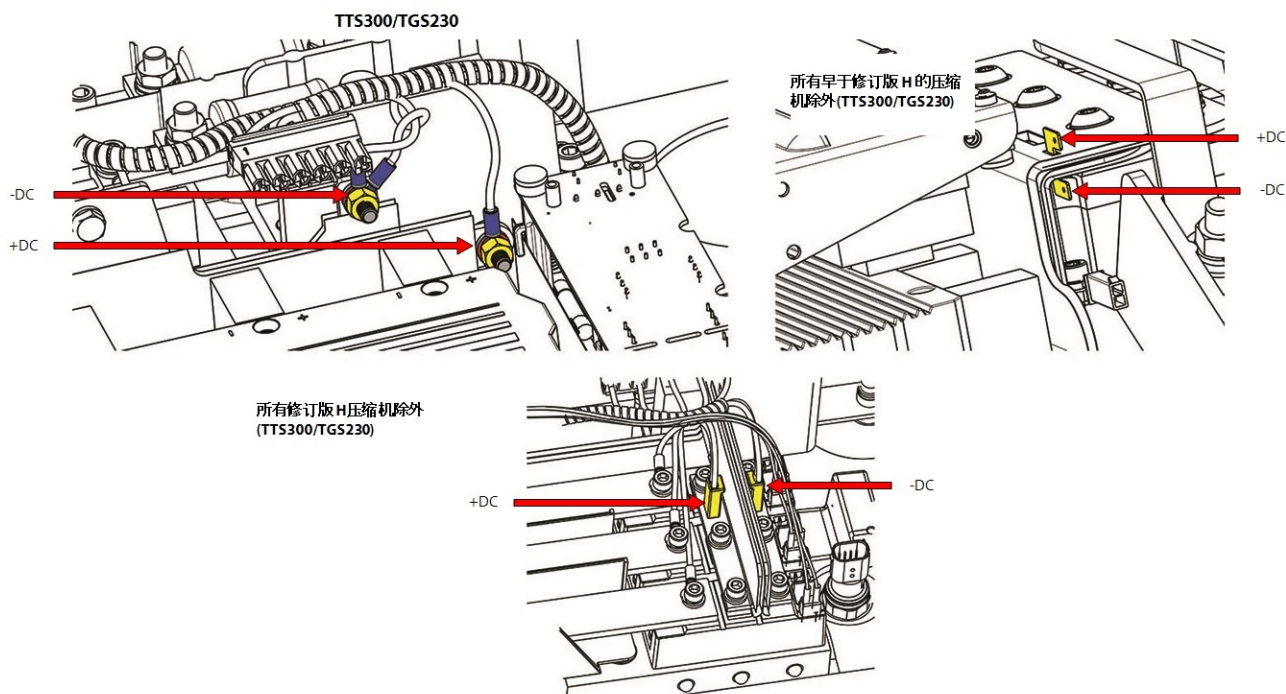 TTS300/TGS230
-DC
+DC
所有早于修订版 H 的压缩
机除外(TTS300/TGS230)
+DC
-DC
所有修订版 H压缩机除外
(TTS300/TGS230)
+DC
-DC